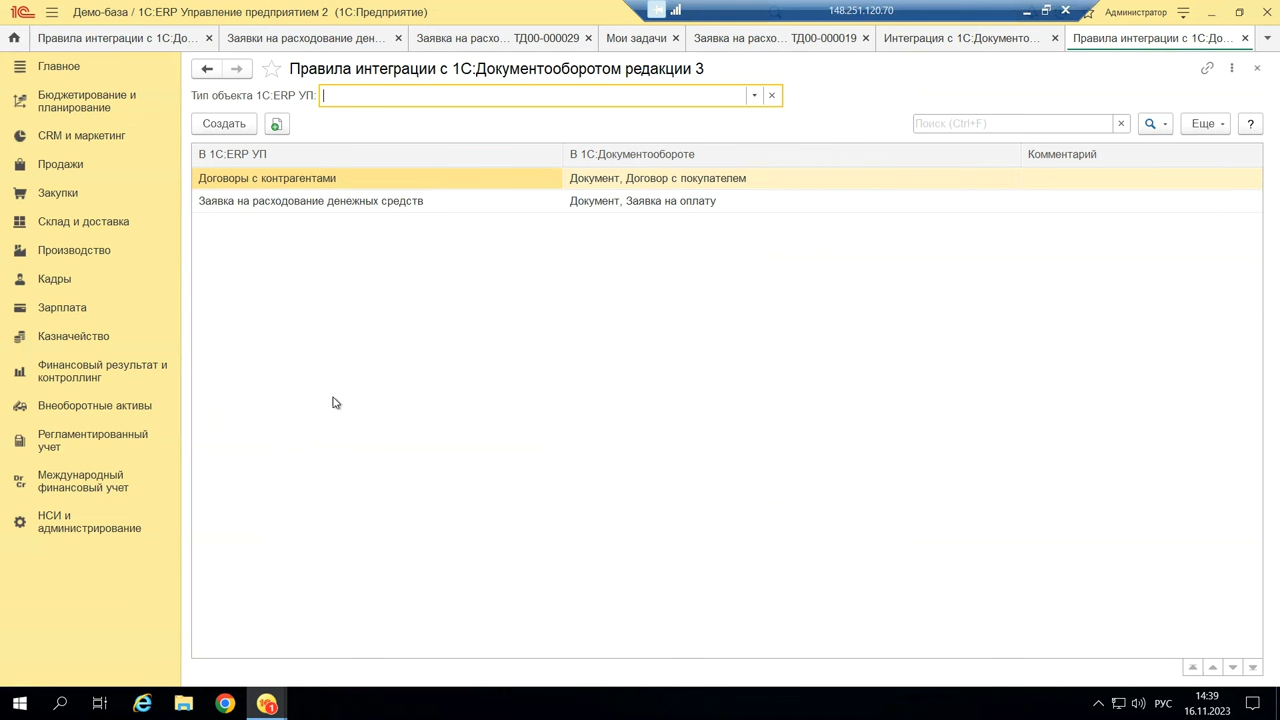 Демо-база / 1С:ERP Управление предприятием 2 (1С:Предприятие)
148.251.120.70
Администратор
Правила интеграции с 1С:До...
Заявки на расходование ден...
Заявка на расхо... ТД00-000029
Мои задачи
Заявка на расхо... ТД00-000019
Интеграция с 1С:Документо...
Правила интеграции с 1С:До...
Главное
Бюджетирование и
планирование
CRM и маркетинг
Продажи
Закупки
Склад и доставка
Производство
Кадры
Зарплата
Казначейство
Финансовый результат и
контроллинг
Внеоборотные активы
Регламентированный
учет
Международный
финансовый учет
НСИ и
администрирование
Правила интеграции с 1С:Документооборотом редакции 3
Тип объекта 1С:ERP УП:
Создать
Поиск (Ctrl+F)
Еще
?
В 1С:ERP УП
В 1С:Документообороте
Комментарий
Договоры с контрагентами
Документ, Договор с покупателем
Заявка на расходование денежных средств
Документ, Заявка на оплату
РУС
14:39
16.11.2023